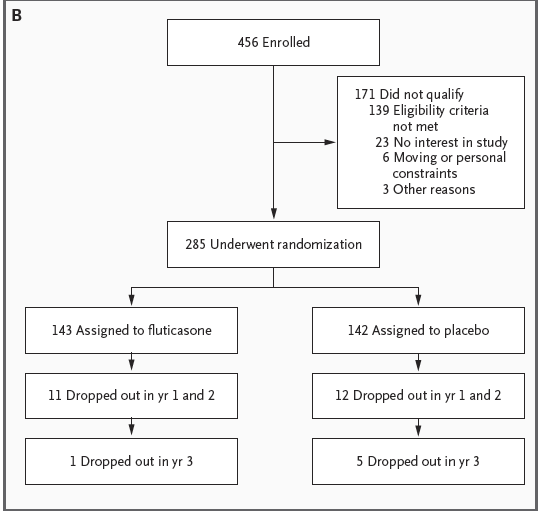 B
456 Enrolled
171 Did not qualify
139 Eligibility criteria
not met
23 No interest in study
6 Moving or personal
constraints
3 Other reasons
285 Underwent randomization
143 Assigned to fluticasone
142 Assigned to placebo
11 Dropped out in yr 1 and 2
12 Dropped out in yr 1 and 2
1 Dropped out in yr 3
5 Dropped out in yr 3